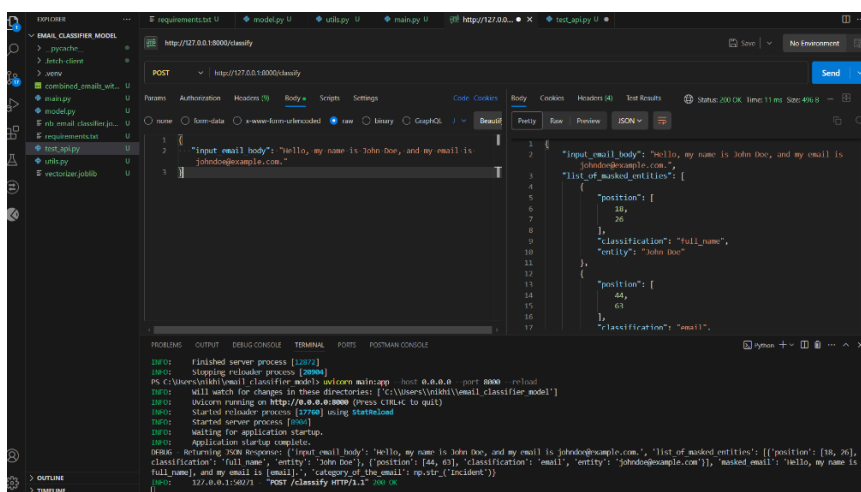 EXPLORER
EMAIL_CLASSIFIER_MODEL
__pycache__
.fetch-client
.venv
combined_emails_wit... U
main.py U
model.py U
nb_email_classifier.jo... U
requirements.txt U
test_api.py U
utils.py U
vectorizer.joblib U
OUTLINE
TIMELINE
requirements.txt U
model.py U
utils.py U
main.py U
http://127.0.0...
test_api.py U
http://127.0.0.1:8000/classify
Save
No Environment
POST
http://127.0.0.1:8000/classify
Send
Params Authorization Headers (9) Body Scripts Settings Code Cookies
none form-data x-www-form-urlencoded raw binary GraphQL Beautif
1 {
2 "input_email_body": "Hello, my name is John Doe, and my email is
johndoe@example.com."
3 }
Body Cookies Headers (4) Test Results Status: 200 OK Time: 11 ms Size: 496 B
Pretty Raw Preview JSON
1 {
2 "input_email_body": "Hello, my name is John Doe, and my email is
johndoe@example.com.",
3 "list_of_masked_entities": [
4 {
5 "position": [
6 18,
7 26
8 ],
9 "classification": "full_name",
10 "entity": "John Doe"
11 },
12 {
13 "position": [
14 44,
15 63
16 ],
17 "classification": "email",
PROBLEMS OUTPUT DEBUG CONSOLE TERMINAL PORTS POSTMAN CONSOLE
Python
INFO: Finished server process [12872]
INFO: Stopping reloader process [20904]
PS C:\Users\nikhi\email_classifier_model> uvicorn main:app --host 0.0.0.0 --port 8000 --reload
INFO: Will watch for changes in these directories: ['C:\\Users\\nikhi\\email_classifier_model']
INFO: Uvicorn running on http://0.0.0.0:8000 (Press CTRL+C to quit)
INFO: Started reloader process [17760] using StatReload
INFO: Started server process [8904]
INFO: Waiting for application startup.
INFO: Application startup complete.
DEBUG - Returning JSON Response: {'input_email_body': 'Hello, my name is John Doe, and my email is johndoe@example.com.', 'list_of_masked_entities': [{'position': [18, 26], '
classification': 'full_name', 'entity': 'John Doe'}, {'position': [44, 63], 'classification': 'email', 'entity': 'johndoe@example.com'}], 'masked_email': 'Hello, my name is [
full_name], and my email is [email].', 'category_of_the_email': np.str_('Incident')}
INFO: 127.0.0.1:50271 - "POST /classify HTTP/1.1" 200 OK